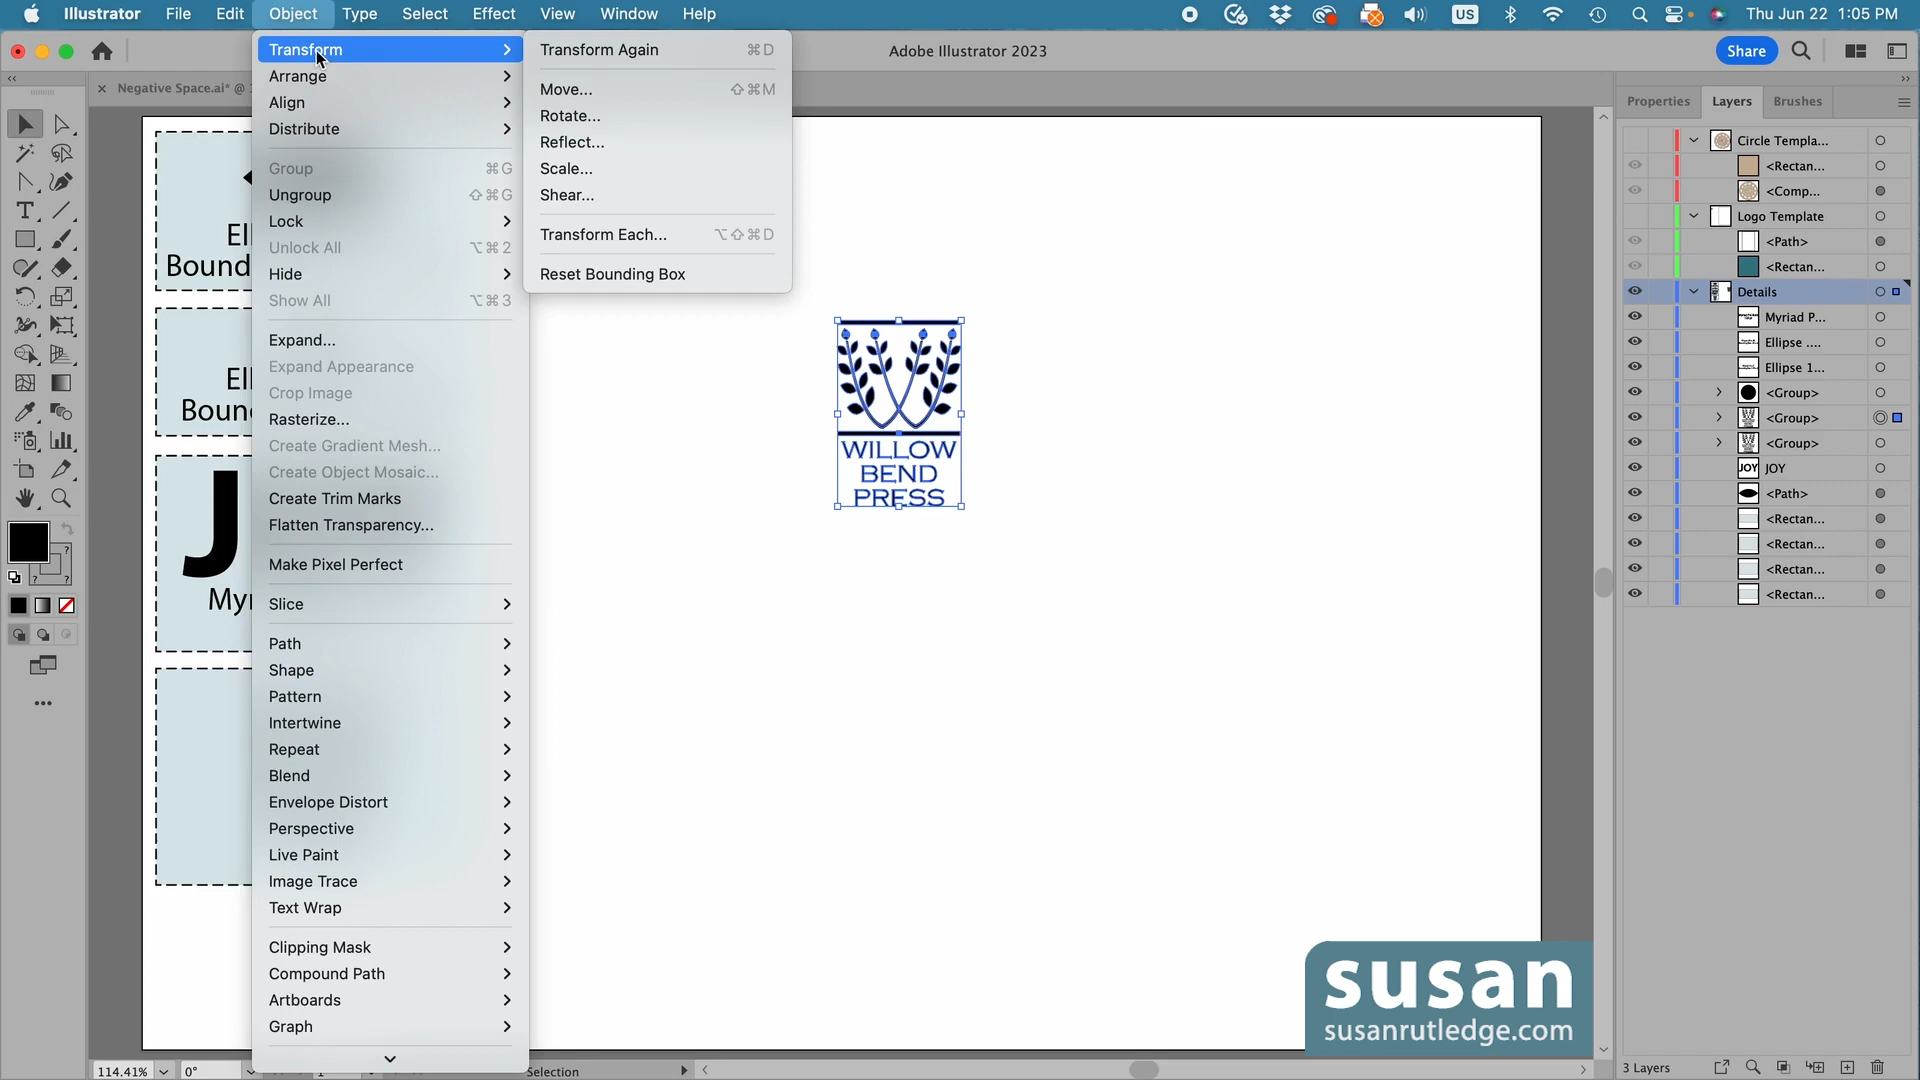 Illustrator File Edit Object Type Select Effect View Window Help US Thu Jun 22 1:05 PM
Adobe Illustrator 2023 Share
Negative Space.ai* @
Transform
Arrange
Align
Distribute
Group ⌘G
Ungroup ⇧⌘G
Lock
Unlock All ⌥⌘2
Hide
Show All ⌥⌘3
Expand...
Expand Appearance
Crop Image
Rasterize...
Create Gradient Mesh...
Create Object Mosaic...
Create Trim Marks
Flatten Transparency...
Make Pixel Perfect
Slice
Path
Shape
Pattern
Intertwine
Repeat
Blend
Envelope Distort
Perspective
Live Paint
Image Trace
Text Wrap
Clipping Mask
Compound Path
Artboards
Graph
Transform Again ⌘D
Move... ⇧⌘M
Rotate...
Reflect...
Scale...
Shear...
Transform Each... ⌥⇧⌘D
Reset Bounding Box
Ell
Bound
Ell
Boun
J
Myr
WILLOW
BEND
PRESS
Properties Layers Brushes
Circle Templa...
<Rectan...
<Comp...
Logo Template
<Path>
<Rectan...
Details
Myriad P...
Ellipse ....
Ellipse 1...
<Group>
<Group>
<Group>
JOY JOY
<Path>
<Rectan...
<Rectan...
<Rectan...
<Rectan...
susan
susanrutledge.com
114.41% 0° Selection
3 Layers